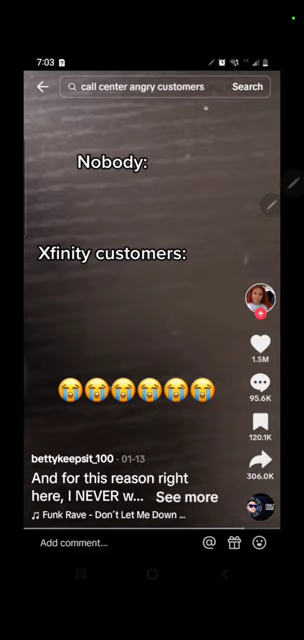 7:03
call center angry customers Search
Nobody:
Xfinity customers:
😭😭😭😭😭😭
1.5M
95.6K
120.1K
306.0K
bettykeepsit_100 · 01-13
And for this reason right
here, I NEVER w... See more
♫ Funk Rave - Don´t Let Me Down ...
Add comment... @